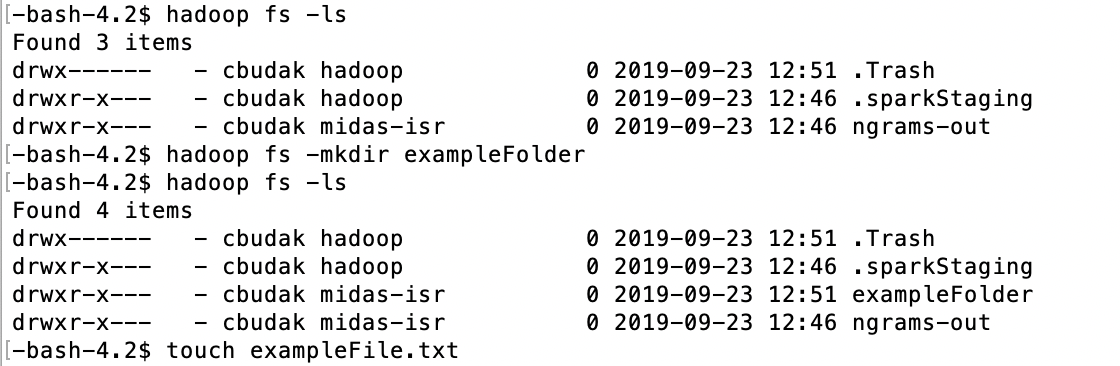 [-bash-4.2$ hadoop fs -ls
Found 3 items
drwx------   - cbudak hadoop             0 2019-09-23 12:51 .Trash
drwxr-x---   - cbudak hadoop             0 2019-09-23 12:46 .sparkStaging
drwxr-x---   - cbudak midas-isr          0 2019-09-23 12:46 ngrams-out
[-bash-4.2$ hadoop fs -mkdir exampleFolder
[-bash-4.2$ hadoop fs -ls
Found 4 items
drwx------   - cbudak hadoop             0 2019-09-23 12:51 .Trash
drwxr-x---   - cbudak hadoop             0 2019-09-23 12:46 .sparkStaging
drwxr-x---   - cbudak midas-isr          0 2019-09-23 12:51 exampleFolder
drwxr-x---   - cbudak midas-isr          0 2019-09-23 12:46 ngrams-out
[-bash-4.2$ touch exampleFile.txt